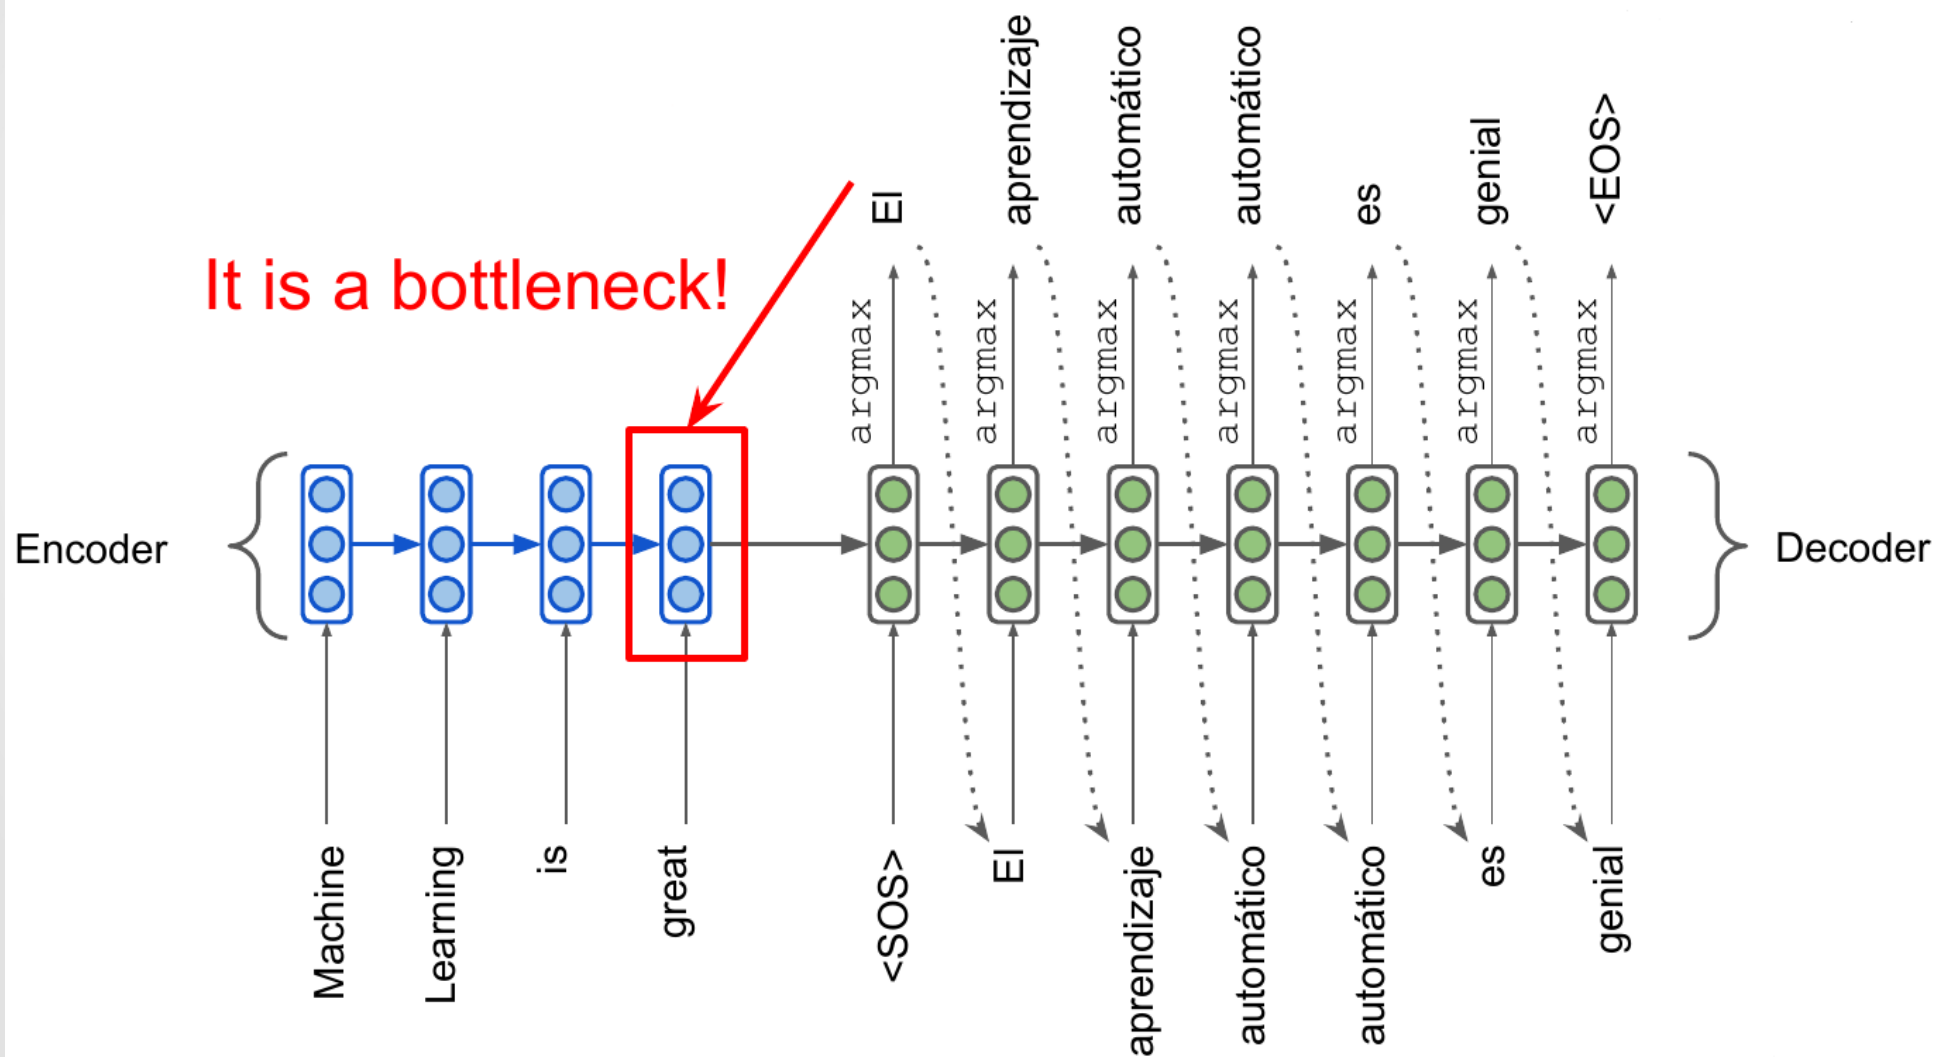 El
aprendizaje
automático
automático
es
genial
<EOS>
It is a bottleneck!
argmax
argmax
argmax
argmax
argmax
argmax
argmax
Encoder
Decoder
Machine
Learning
is
great
<SOS>
El
aprendizaje
automático
automático
es
genial